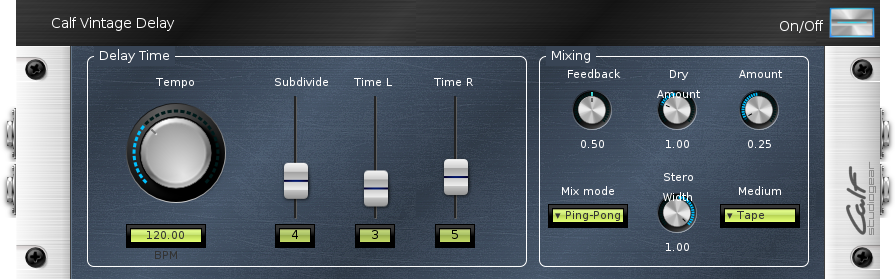 Calf Vintage Delay
On/Off
Delay Time
Tempo
Subdivide
Time L
Time R
120.00
BPM
4
3
5
Mixing
Feedback
Dry
Amount
Amount
0.50
1.00
0.25
Mix mode
Stero
Width
Medium
▾ Ping-Pong
▾ Tape
1.00
Calf
studiogear